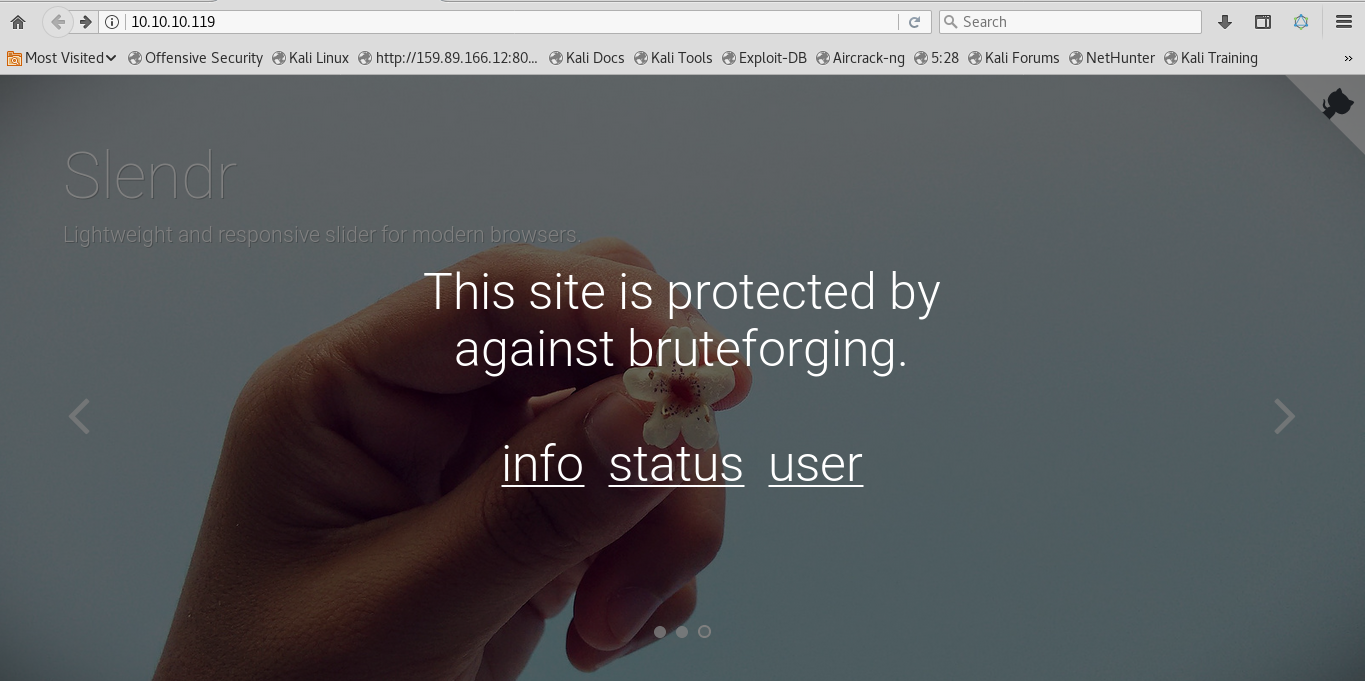 10.10.10.119
Search
Most Visited
Offensive Security
Kali Linux
http://159.89.166.12:80...
Kali Docs
Kali Tools
Exploit-DB
Aircrack-ng
5:28
Kali Forums
NetHunter
Kali Training
»
Slendr
Lightweight and responsive slider for modern browsers.
This site is protected by
against bruteforging.
info status user